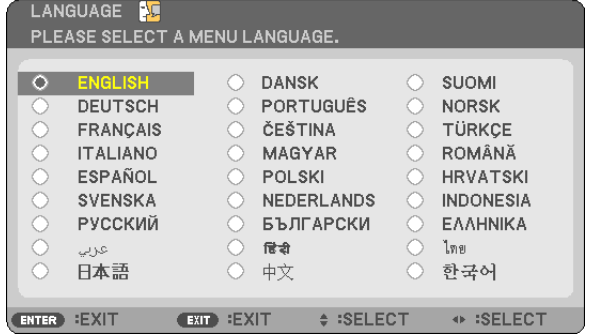 LANGUAGE
PLEASE SELECT A MENU LANGUAGE.
ENGLISH DANSK SUOMI
DEUTSCH PORTUGUÊS NORSK
FRANÇAIS ČEŠTINA TÜRKÇE
ITALIANO MAGYAR ROMÂNĂ
ESPAÑOL POLSKI HRVATSKI
SVENSKA NEDERLANDS INDONESIA
РУССКИЙ БЪЛГАРСКИ ΕΛΛΗΝΙΚΑ
عربي हिंदी ไทย
日本語 中文 한국어
ENTER :EXIT EXIT :EXIT :SELECT :SELECT